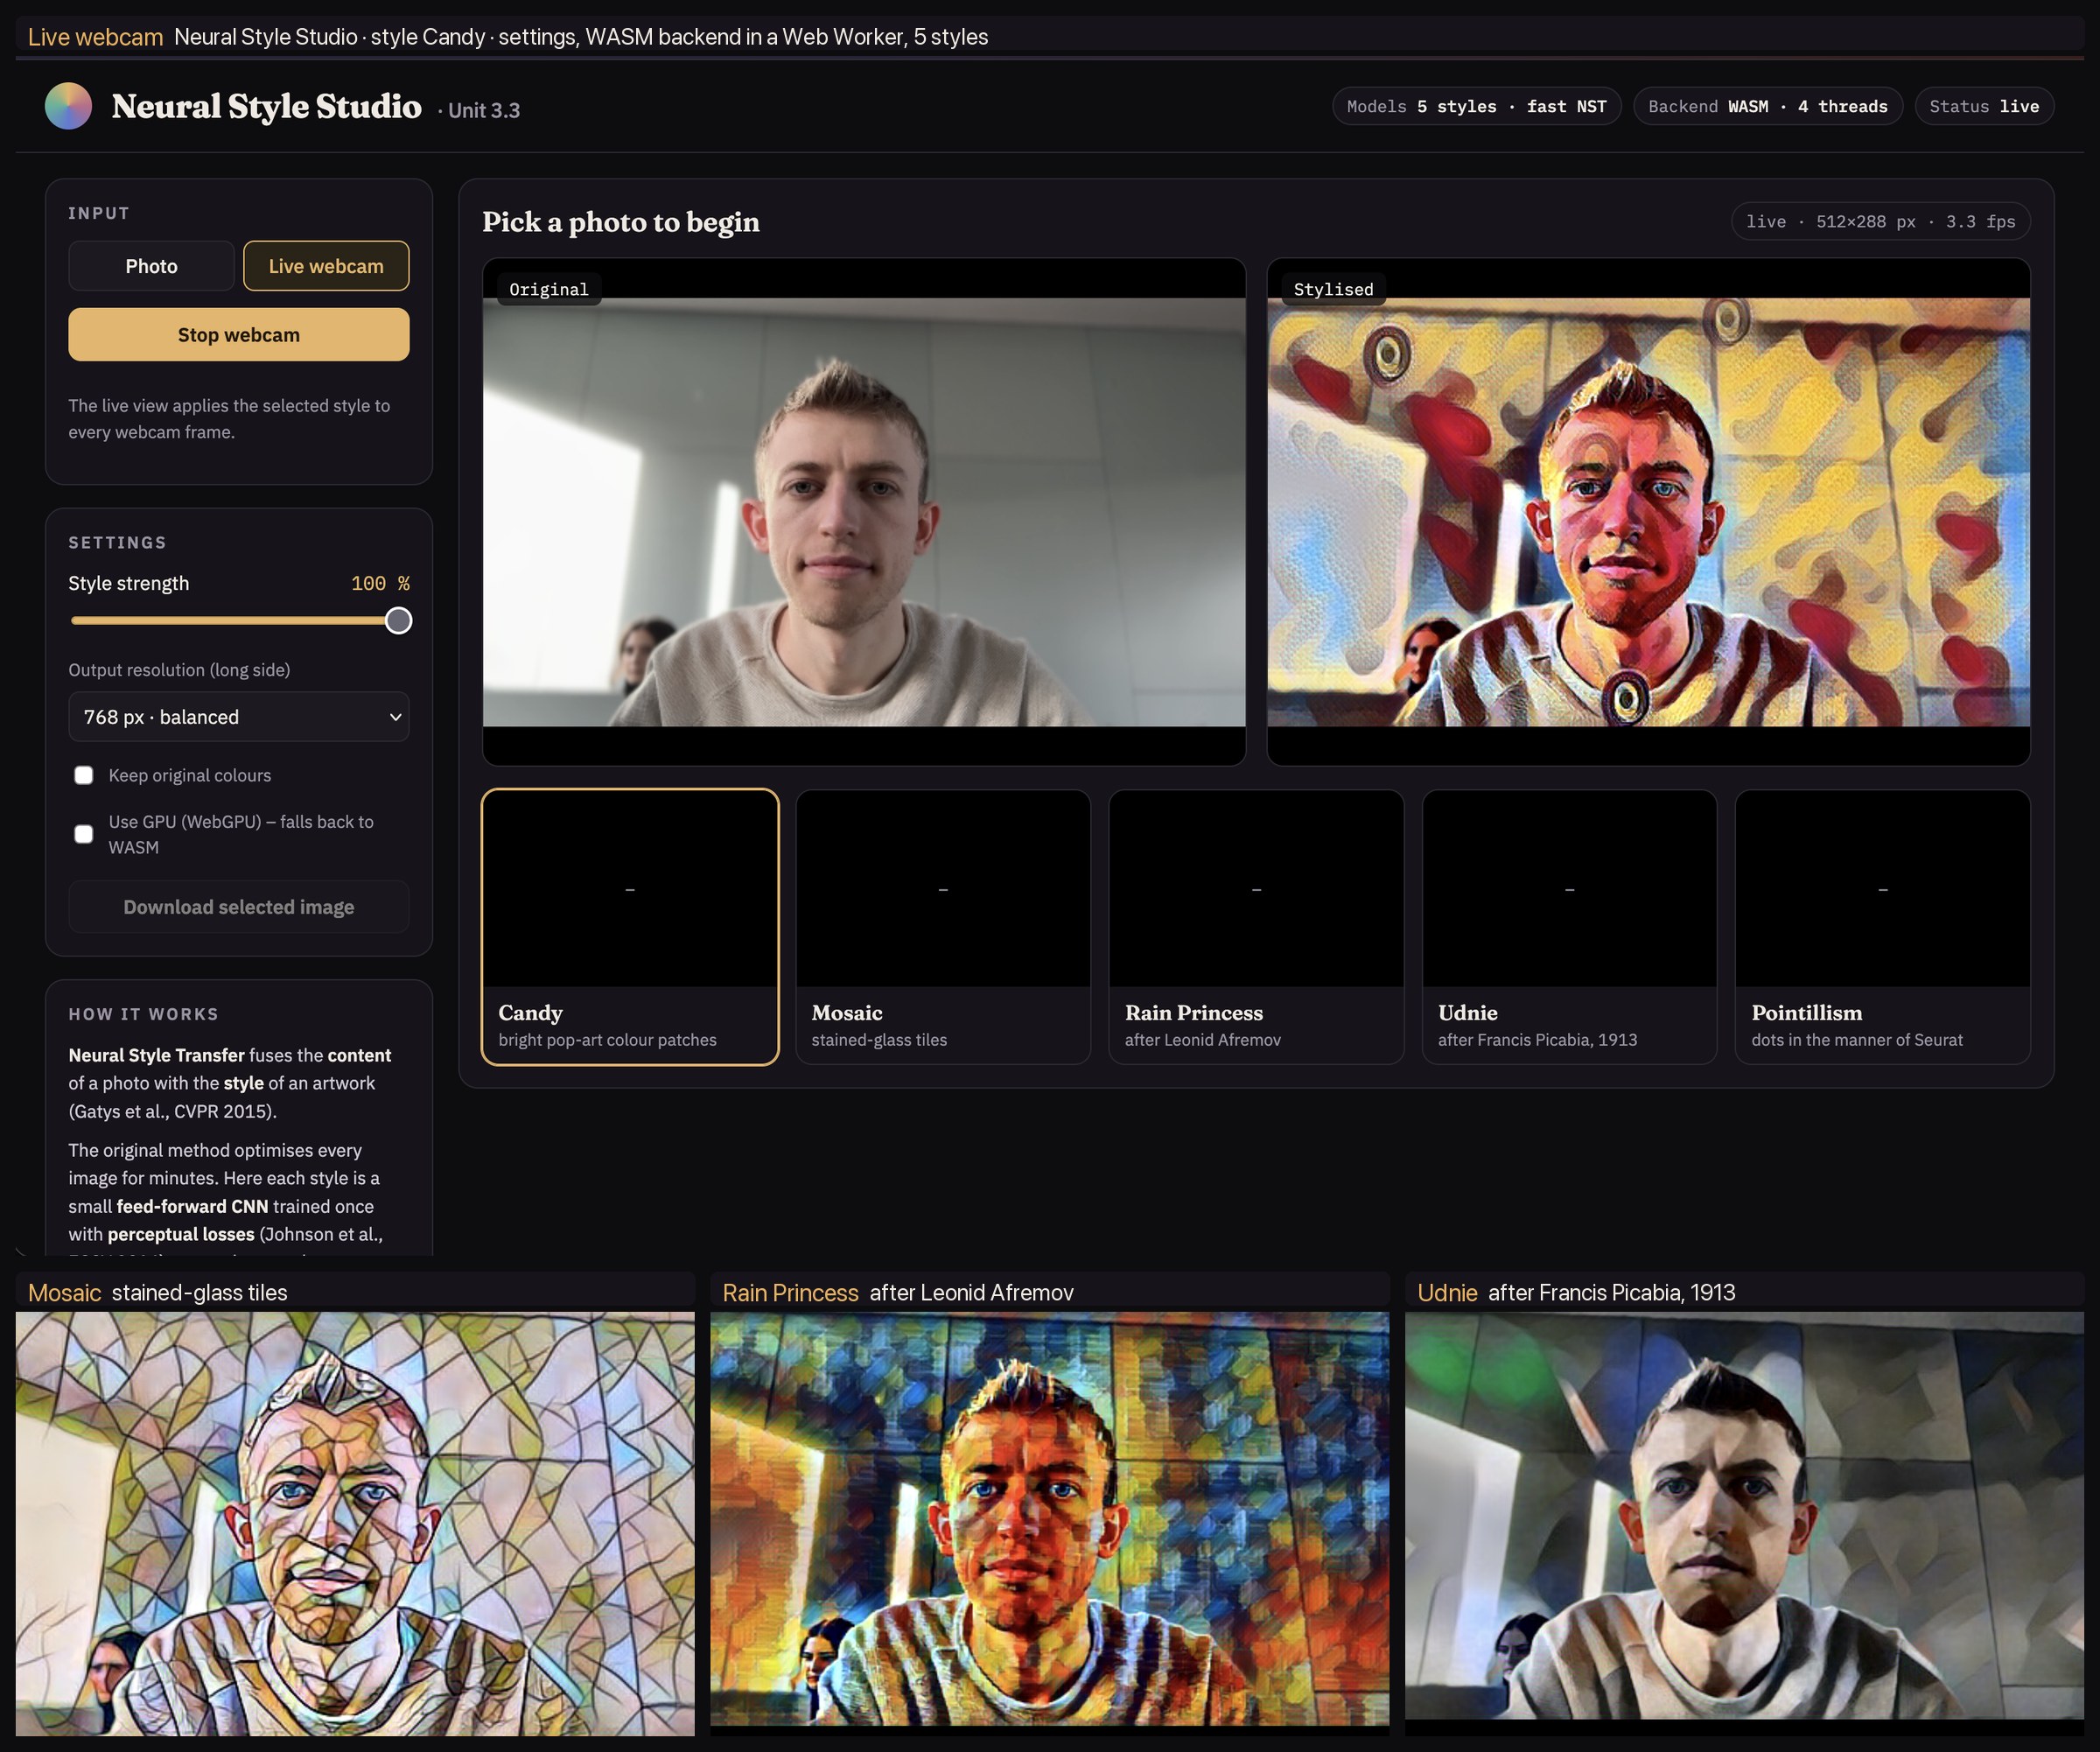 Live webcam Neural Style Studio · style Candy · settings, WASM backend in a Web Worker, 5 styles
Neural Style Studio · Unit 3.3
Models 5 styles · fast NST
Backend WASM · 4 threads
Status live
INPUT
Photo
Live webcam
Stop webcam
The live view applies the selected style to
every webcam frame.
SETTINGS
Style strength 100 %
Output resolution (long side)
768 px · balanced
Keep original colours
Use GPU (WebGPU) – falls back to
WASM
Download selected image
HOW IT WORKS
Neural Style Transfer fuses the content
of a photo with the style of an artwork
(Gatys et al., CVPR 2015).
The original method optimises every
image for minutes. Here each style is a
small feed-forward CNN trained once
with perceptual losses (Johnson et al.,
Pick a photo to begin
live · 512×288 px · 3.3 fps
Original
Stylised
–
–
–
–
–
Candy
bright pop-art colour patches
Mosaic
stained-glass tiles
Rain Princess
after Leonid Afremov
Udnie
after Francis Picabia, 1913
Pointillism
dots in the manner of Seurat
Mosaic stained-glass tiles
Rain Princess after Leonid Afremov
Udnie after Francis Picabia, 1913